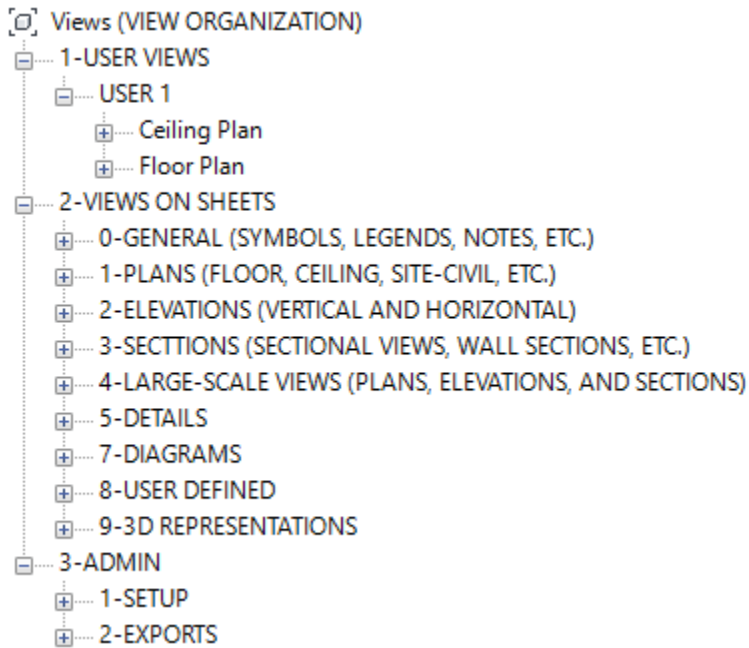 Views (VIEW ORGANIZATION)
1-USER VIEWS
USER 1
Ceiling Plan
Floor Plan
2-VIEWS ON SHEETS
0-GENERAL (SYMBOLS, LEGENDS, NOTES, ETC.)
1-PLANS (FLOOR, CEILING, SITE-CIVIL, ETC.)
2-ELEVATIONS (VERTICAL AND HORIZONTAL)
3-SECTTIONS (SECTIONAL VIEWS, WALL SECTIONS, ETC.)
4-LARGE-SCALE VIEWS (PLANS, ELEVATIONS, AND SECTIONS)
5-DETAILS
7-DIAGRAMS
8-USER DEFINED
9-3D REPRESENTATIONS
3-ADMIN
1-SETUP
2-EXPORTS